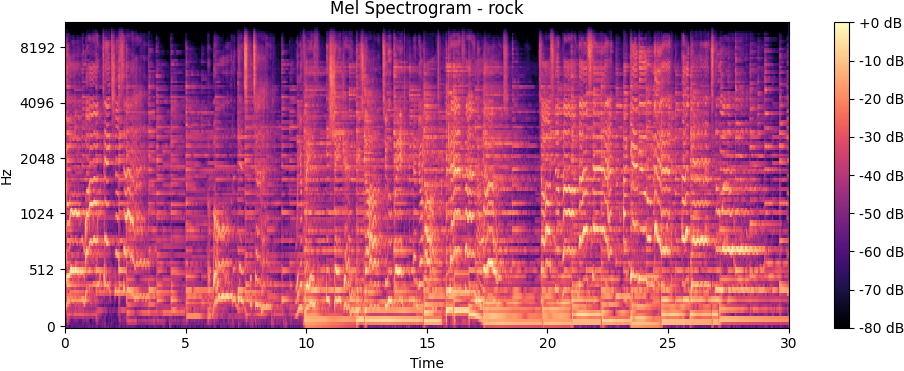 Mel Spectrogram - rock
Hz
8192
4096
2048
1024
512
0
0 5 10 15 20 25 30
Time
+0 dB
-10 dB
-20 dB
-30 dB
-40 dB
-50 dB
-60 dB
-70 dB
-80 dB